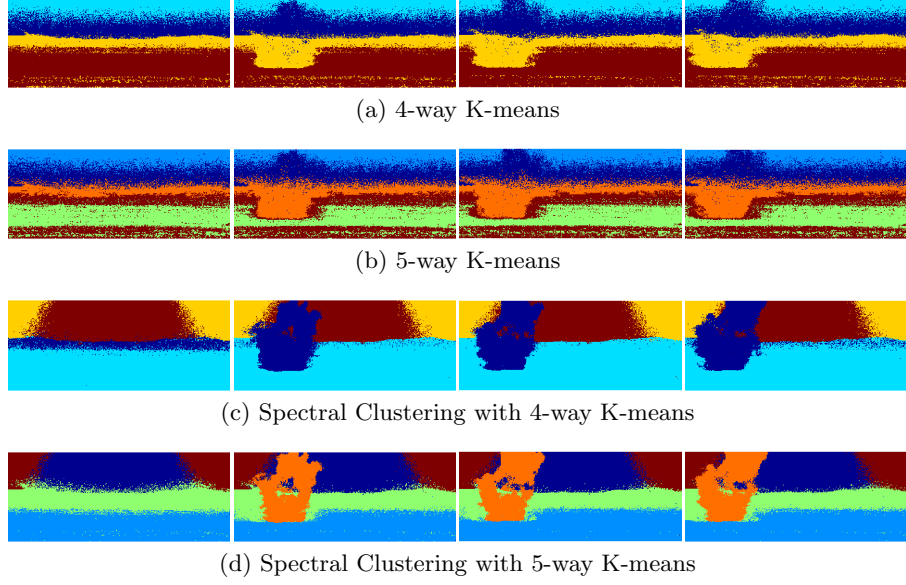 (a) 4-way K-means
(b) 5-way K-means
(c) Spectral Clustering with 4-way K-means
(d) Spectral Clustering with 5-way K-means